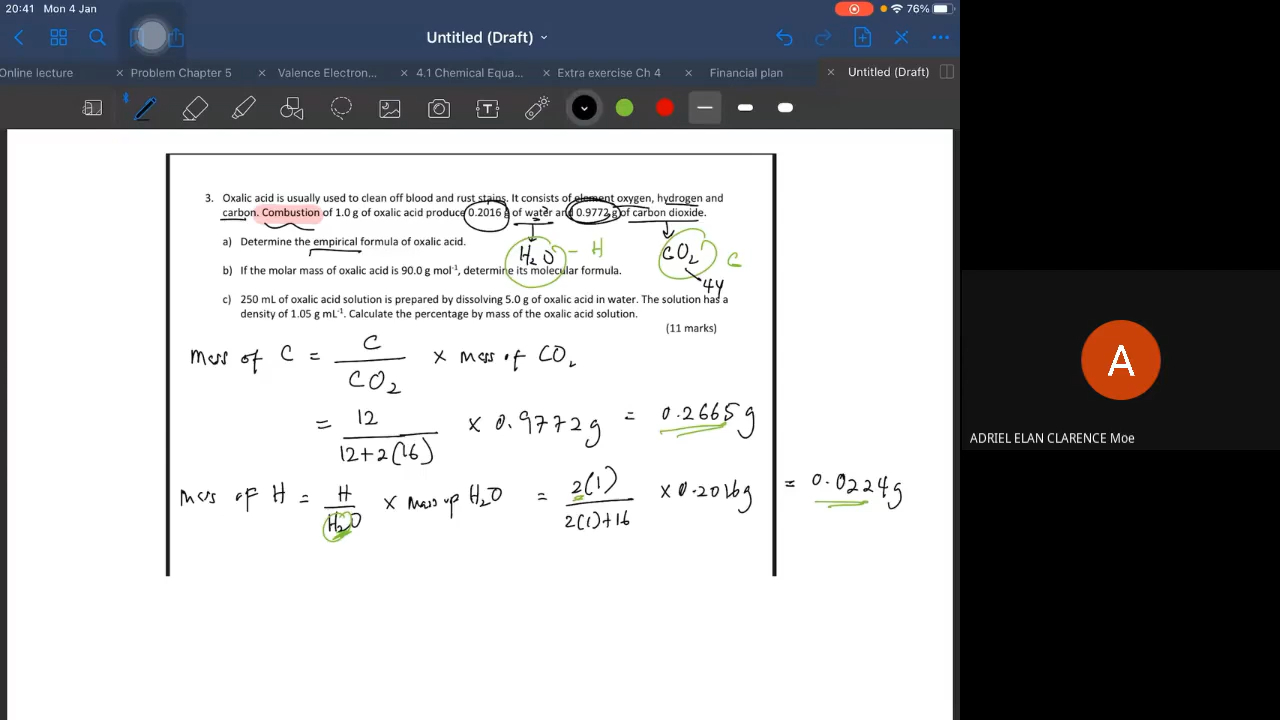 20:41 Mon 4 Jan
76%
Untitled (Draft)
Online lecture
Problem Chapter 5
Valence Electron...
4.1 Chemical Equa...
Extra exercise Ch 4
Financial plan
Untitled (Draft)
3. Oxalic acid is usually used to clean off blood and rust stains. It consists of element oxygen, hydrogen and
carbon. Combustion of 1.0 g of oxalic acid produce 0.2016 g of water and 0.9772 g of carbon dioxide.
a) Determine the empirical formula of oxalic acid.
H₂O - H
CO₂ C
b) If the molar mass of oxalic acid is 90.0 g mol⁻¹, determine its molecular formula.
44
c) 250 mL of oxalic acid solution is prepared by dissolving 5.0 g of oxalic acid in water. The solution has a
density of 1.05 g mL⁻¹. Calculate the percentage by mass of the oxalic acid solution.
(11 marks)
mass of C = C / CO₂ × mass of CO₂
= 12 / 12+2(16) × 0.9772g = 0.2665g
mass of H = H / H₂O × mass of H₂O = 2(1) / 2(1)+16 × 0.2016g = 0.0224g
A
ADRIEL ELAN CLARENCE Moe